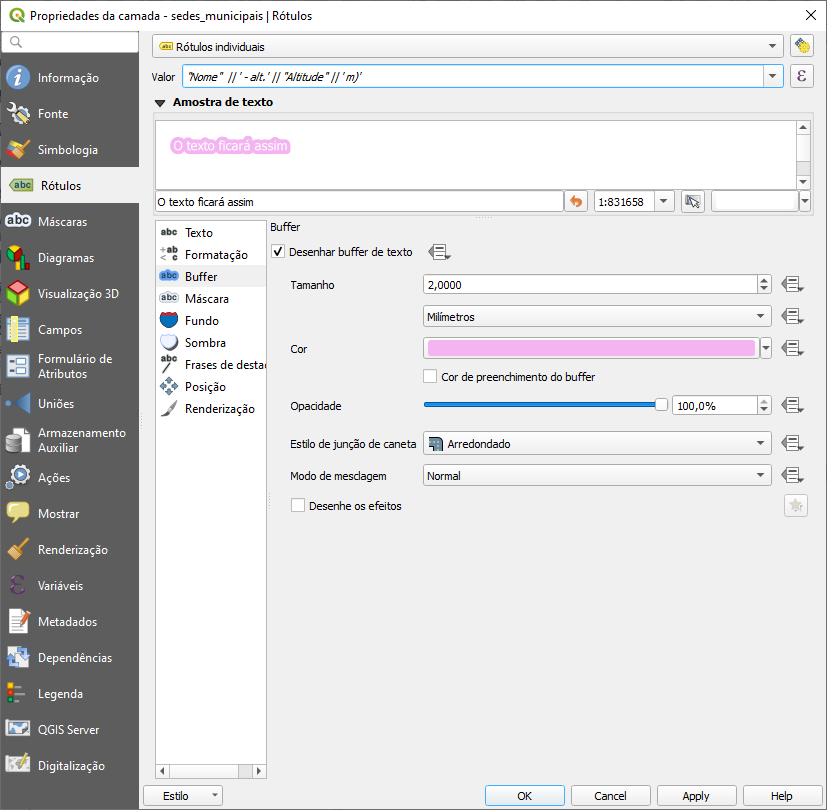 Propriedades da camada - sedes_municipais | Rótulos
Rótulos individuais
Valor "Nome" || ' - alt.' || "Altitude" || ' m)'
ε
Informação
Fonte
Simbologia
Rótulos
Máscaras
Diagramas
Visualização 3D
Campos
Formulário de
Atributos
Uniões
Armazenamento
Auxiliar
Ações
Mostrar
Renderização
Variáveis
Metadados
Dependências
Legenda
QGIS Server
Digitalização
Amostra de texto
O texto ficará assim
O texto ficará assim
1:831658
Texto
Formatação
Buffer
Máscara
Fundo
Sombra
Frases de desta
Posição
Renderização
Buffer
Desenhar buffer de texto
Tamanho 2,0000
Milímetros
Cor
Cor de preenchimento do buffer
Opacidade 100,0%
Estilo de junção de caneta Arredondado
Modo de mesclagem Normal
Desenhe os efeitos
Estilo OK Cancel Apply Help